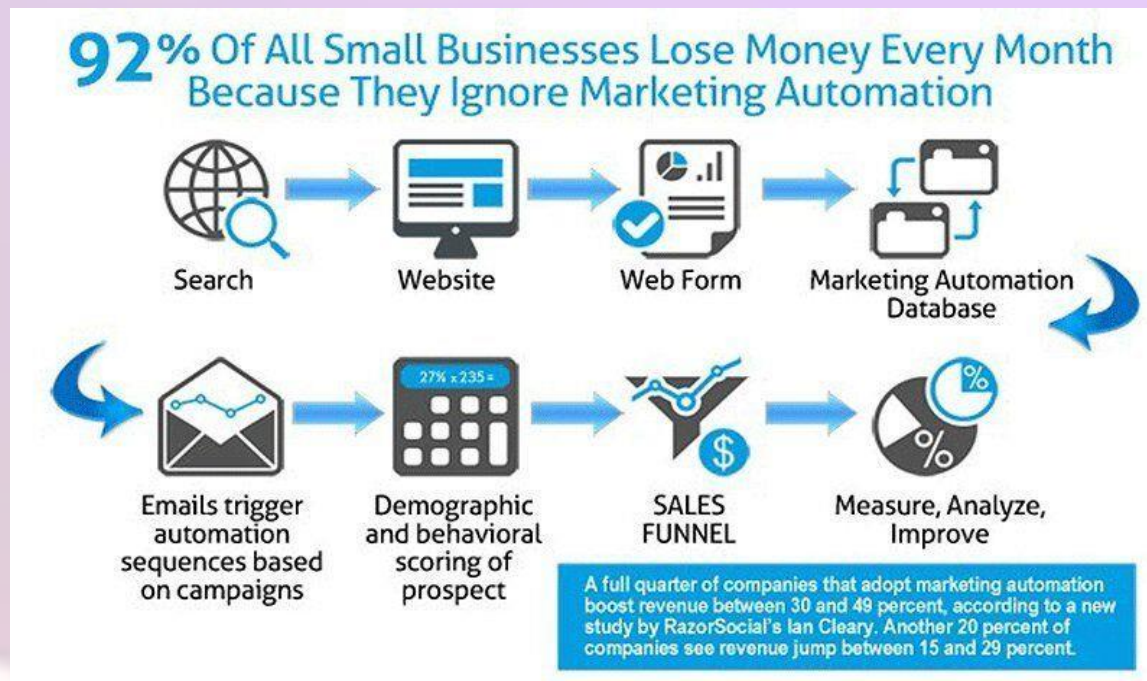 92% Of All Small Businesses Lose Money Every Month
Because They Ignore Marketing Automation
Search
Website
Web Form
Marketing Automation
Database
27% x 235 =
%
$
%
Emails trigger
automation
sequences based
on campaigns
Demographic
and behavioral
scoring of
prospect
SALES
FUNNEL
Measure, Analyze,
Improve
A full quarter of companies that adopt marketing automation
boost revenue between 30 and 49 percent, according to a new
study by RazorSocial's Ian Cleary. Another 20 percent of
companies see revenue jump between 15 and 29 percent.